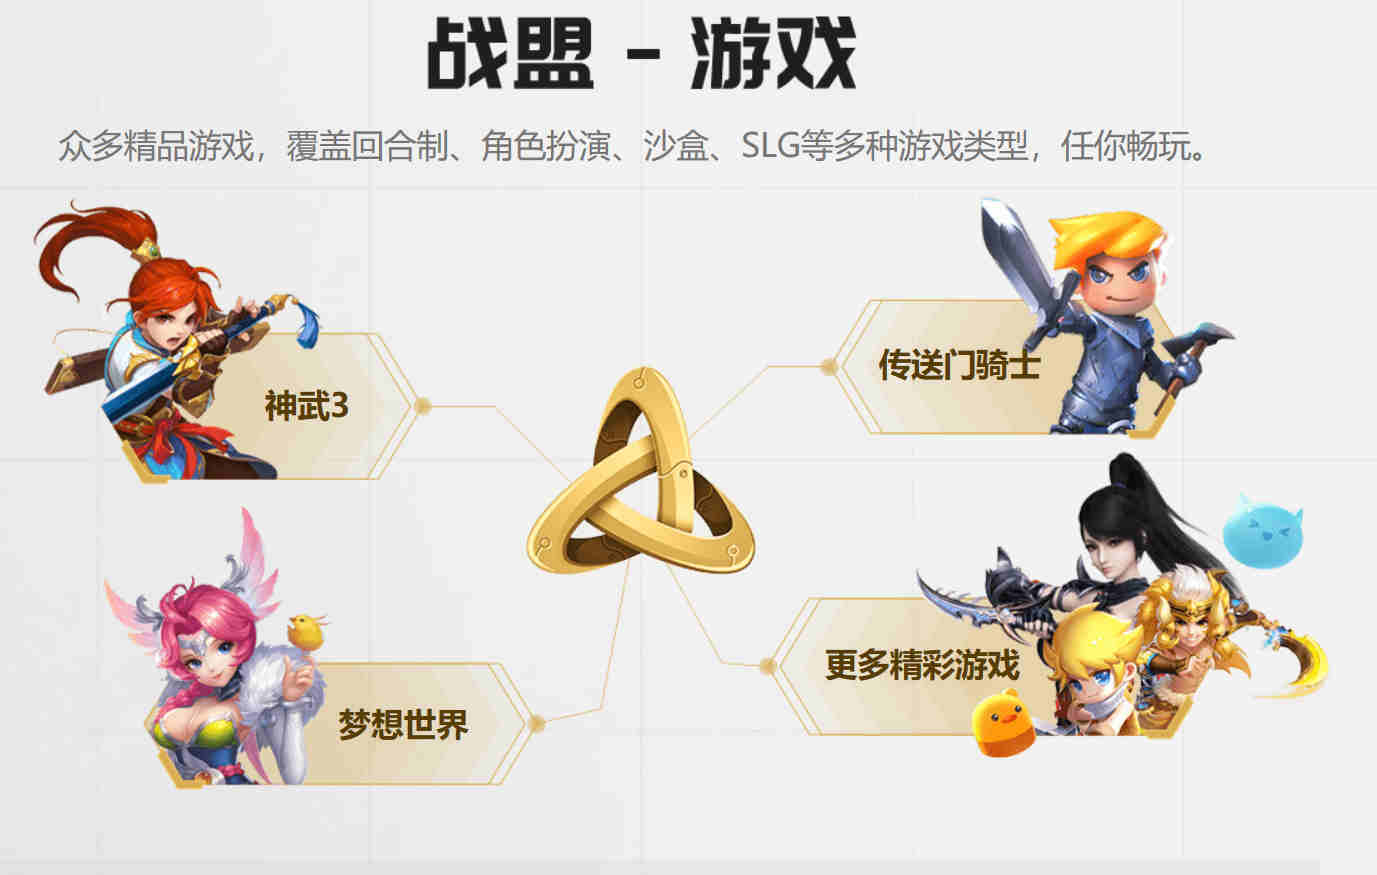 战盟 - 游戏
众多精品游戏，覆盖回合制、角色扮演、沙盒、SLG等多种游戏类型，任你畅玩。
神武3
传送门骑士
梦想世界
更多精彩游戏